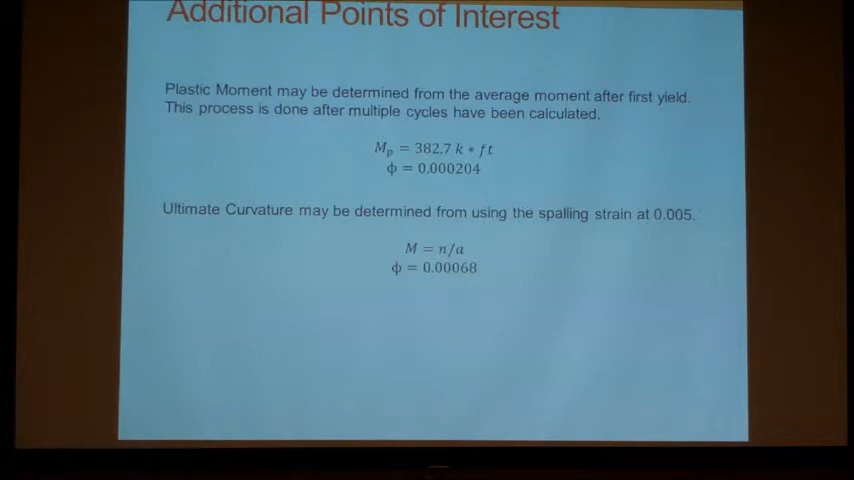 Additional Points of Interest
Plastic Moment may be determined from the average moment after first yield.
This process is done after multiple cycles have been calculated.
Mₚ = 382.7 k * ft
ϕ = 0.000204
Ultimate Curvature may be determined from using the spalling strain at 0.005.
M = n/a
ϕ = 0.00068